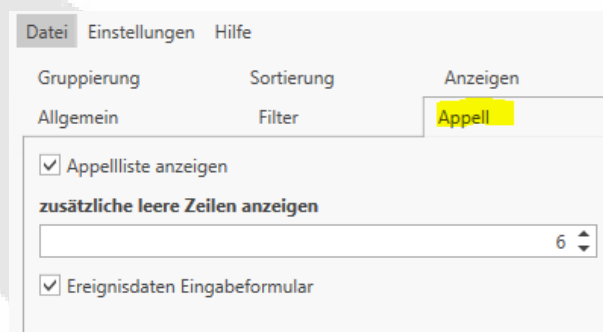 Datei Einstellungen Hilfe
Gruppierung Sortierung Anzeigen
Allgemein Filter Appell
Appellliste anzeigen
zusätzliche leere Zeilen anzeigen
6
Ereignisdaten Eingabeformular